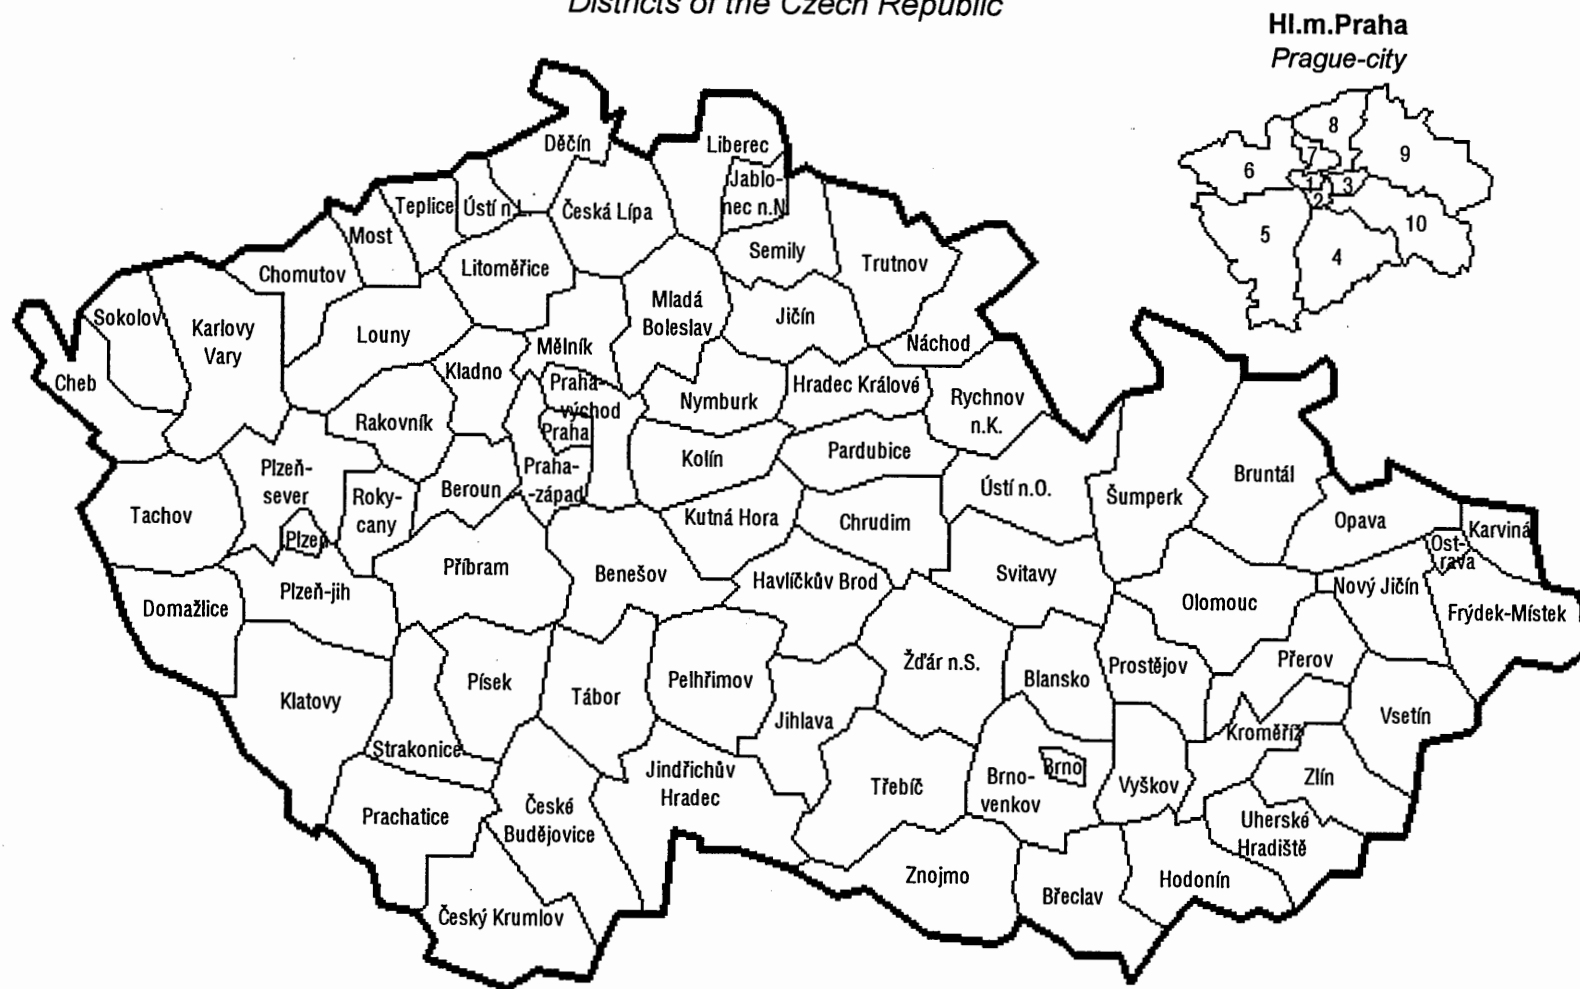 Districts of the Czech Republic
Hl.m.Praha
Prague-city
8
7
9
6
1
3
2
10
5
4
Děčín
Liberec
Jablo-
nec n.N
Teplice
Ústí n
Česká Lípa
Most
Semily
Trutnov
Chomutov
Litoměřice
Sokolov
Karlovy
Vary
Louny
Mladá
Boleslav
Jičín
Mělník
Náchod
Cheb
Kladno
Praha-
východ
Nymburk
Hradec Králové
Rychnov
n.K.
Rakovník
Praha
Plzeň-
sever
Roky-
cany
Beroun
Praha-
-západ
Kolín
Pardubice
Ústí n.O.
Šumperk
Bruntál
Tachov
Plzeň
Kutná Hora
Chrudim
Opava
Karviná
Ost-
rava
Příbram
Benešov
Havlíčkův Brod
Svitavy
Nový Jičín
Domažlice
Plzeň-jih
Olomouc
Frýdek-Místek
Klatovy
Písek
Tábor
Pelhřimov
Žďár n.S.
Blansko
Prostějov
Přerov
Strakonice
Jihlava
Kroměříž
Vsetín
Jindřichův
Hradec
Třebíč
Brno-
venkov
Brno
Vyškov
Zlín
Prachatice
České
Budějovice
Uherské
Hradiště
Znojmo
Břeclav
Hodonín
Český Krumlov